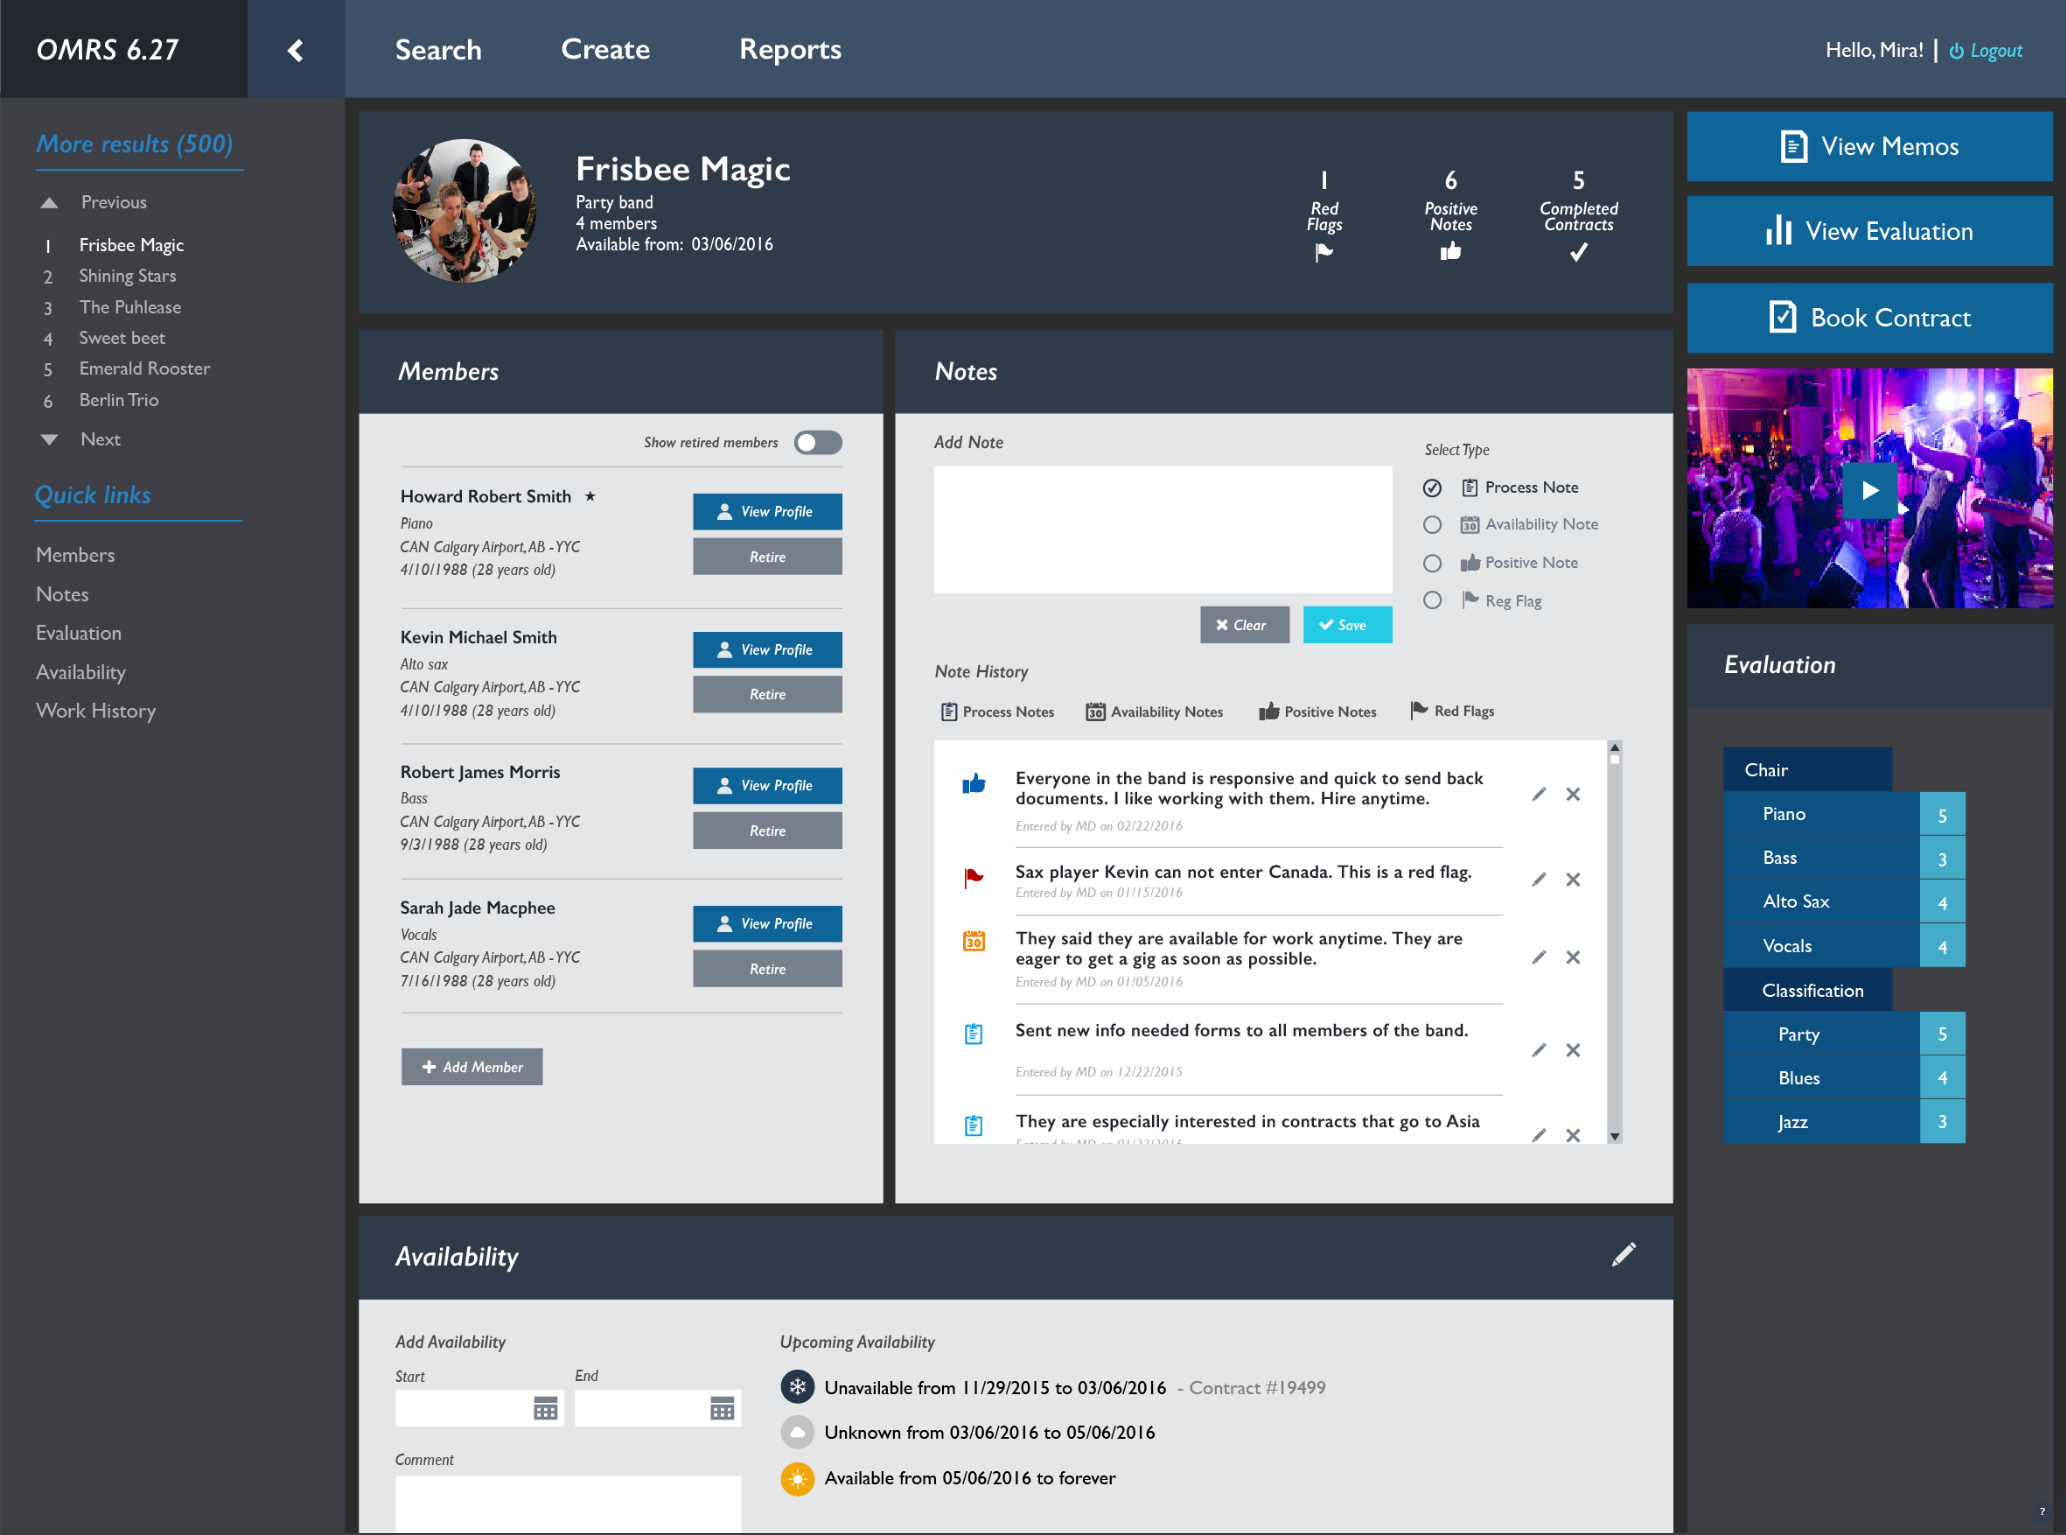 OMRS 6.27
Search
Create
Reports
Hello, Mira!
Logout
More results (500)
Previous
1 Frisbee Magic
2 Shining Stars
3 The Puhlease
4 Sweet beet
5 Emerald Rooster
6 Berlin Trio
Next
Quick links
Members
Notes
Evaluation
Availability
Work History
Frisbee Magic
Party band
4 members
Available from: 03/06/2016
1
Red
Flags
6
Positive
Notes
5
Completed
Contracts
View Memos
View Evaluation
Book Contract
Members
Show retired members
Howard Robert Smith
Piano
CAN Calgary Airport, AB - YYC
4/10/1988 (28 years old)
View Profile
Retire
Kevin Michael Smith
Alto sax
CAN Calgary Airport, AB - YYC
4/10/1988 (28 years old)
View Profile
Retire
Robert James Morris
Bass
CAN Calgary Airport, AB - YYC
9/3/1988 (28 years old)
View Profile
Retire
Sarah Jade Macphee
Vocals
CAN Calgary Airport, AB - YYC
7/16/1988 (28 years old)
View Profile
Retire
Add Member
Notes
Add Note
Select Type
Process Note
30 Availability Note
Positive Note
Reg Flag
Clear
Save
Note History
Process Notes
30 Availability Notes
Positive Notes
Red Flags
Everyone in the band is responsive and quick to send back
documents. I like working with them. Hire anytime.
Entered by MD on 02/22/2016
Sax player Kevin can not enter Canada. This is a red flag.
Entered by MD on 01/15/2016
30
They said they are available for work anytime. They are
eager to get a gig as soon as possible.
Entered by MD on 01/05/2016
Sent new info needed forms to all members of the band.
Entered by MD on 12/22/2015
They are especially interested in contracts that go to Asia
Entered by MD on 01/22/2016
Evaluation
Chair
Piano 5
Bass 3
Alto Sax 4
Vocals 4
Classification
Party 5
Blues 4
Jazz 3
Availability
Add Availability
Start
End
Comment
Upcoming Availability
Unavailable from 11/29/2015 to 03/06/2016 - Contract #19499
Unknown from 03/06/2016 to 05/06/2016
Available from 05/06/2016 to forever
?